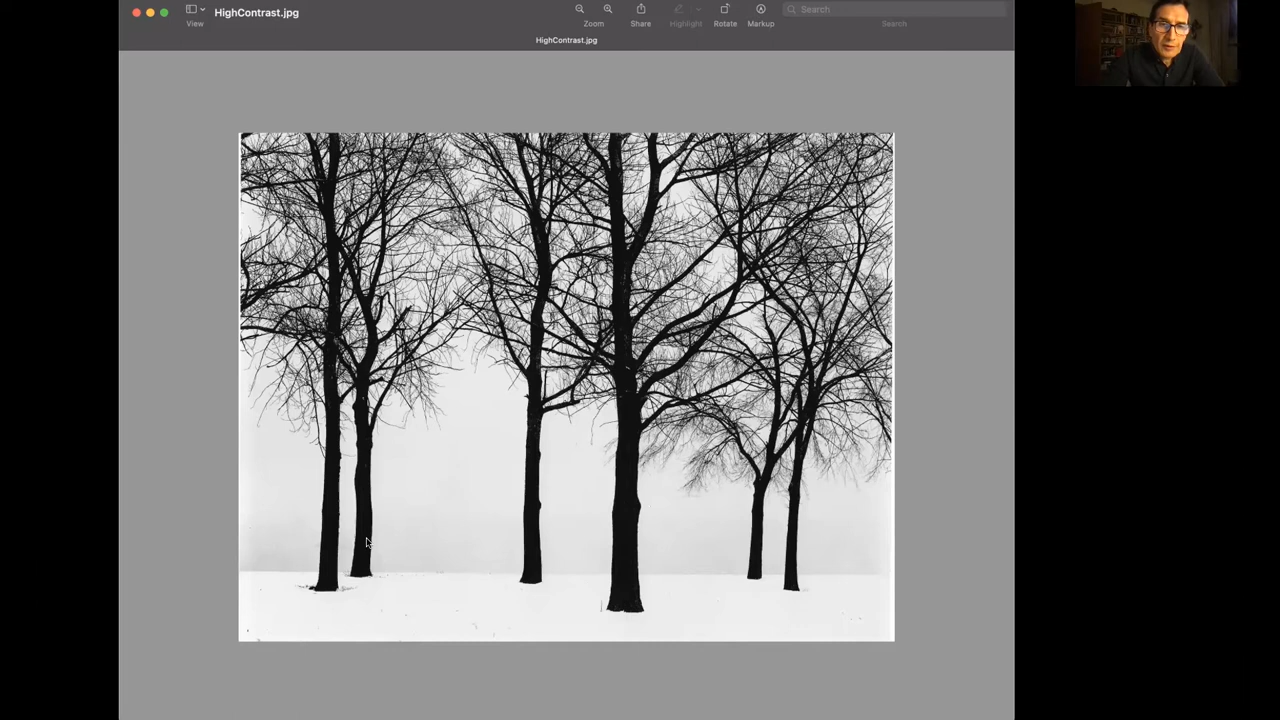 HighContrast.jpg
Search
View
Zoom
Share
Highlight
Rotate
Markup
Search
HighContrast.jpg